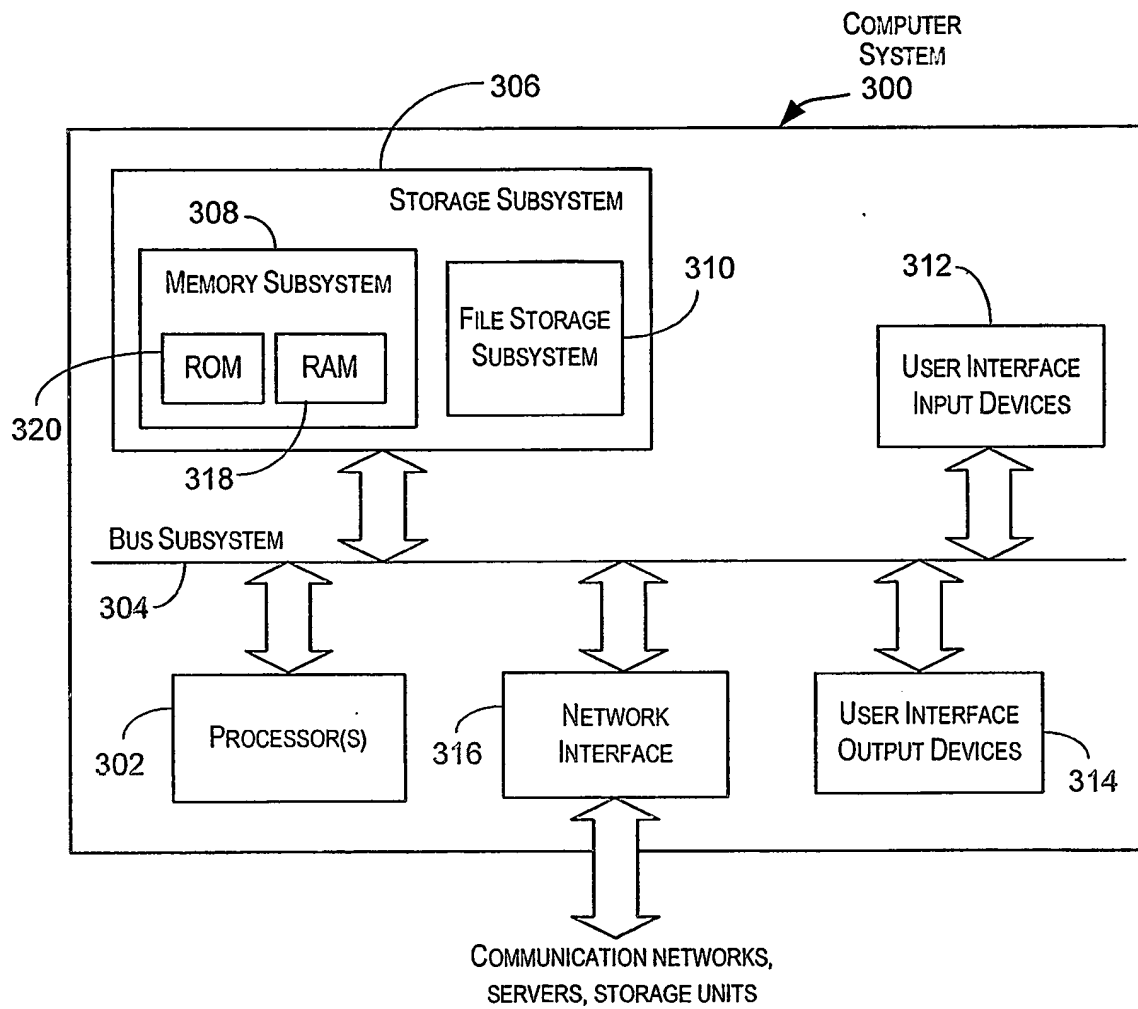 COMPUTER
SYSTEM
300
306
STORAGE SUBSYSTEM
308
MEMORY SUBSYSTEM
310
FILE STORAGE
SUBSYSTEM
312
USER INTERFACE
INPUT DEVICES
ROM
RAM
320
318
BUS SUBSYSTEM
304
PROCESSOR(S)
302
NETWORK
INTERFACE
316
USER INTERFACE
OUTPUT DEVICES
314
COMMUNICATION NETWORKS,
SERVERS, STORAGE UNITS